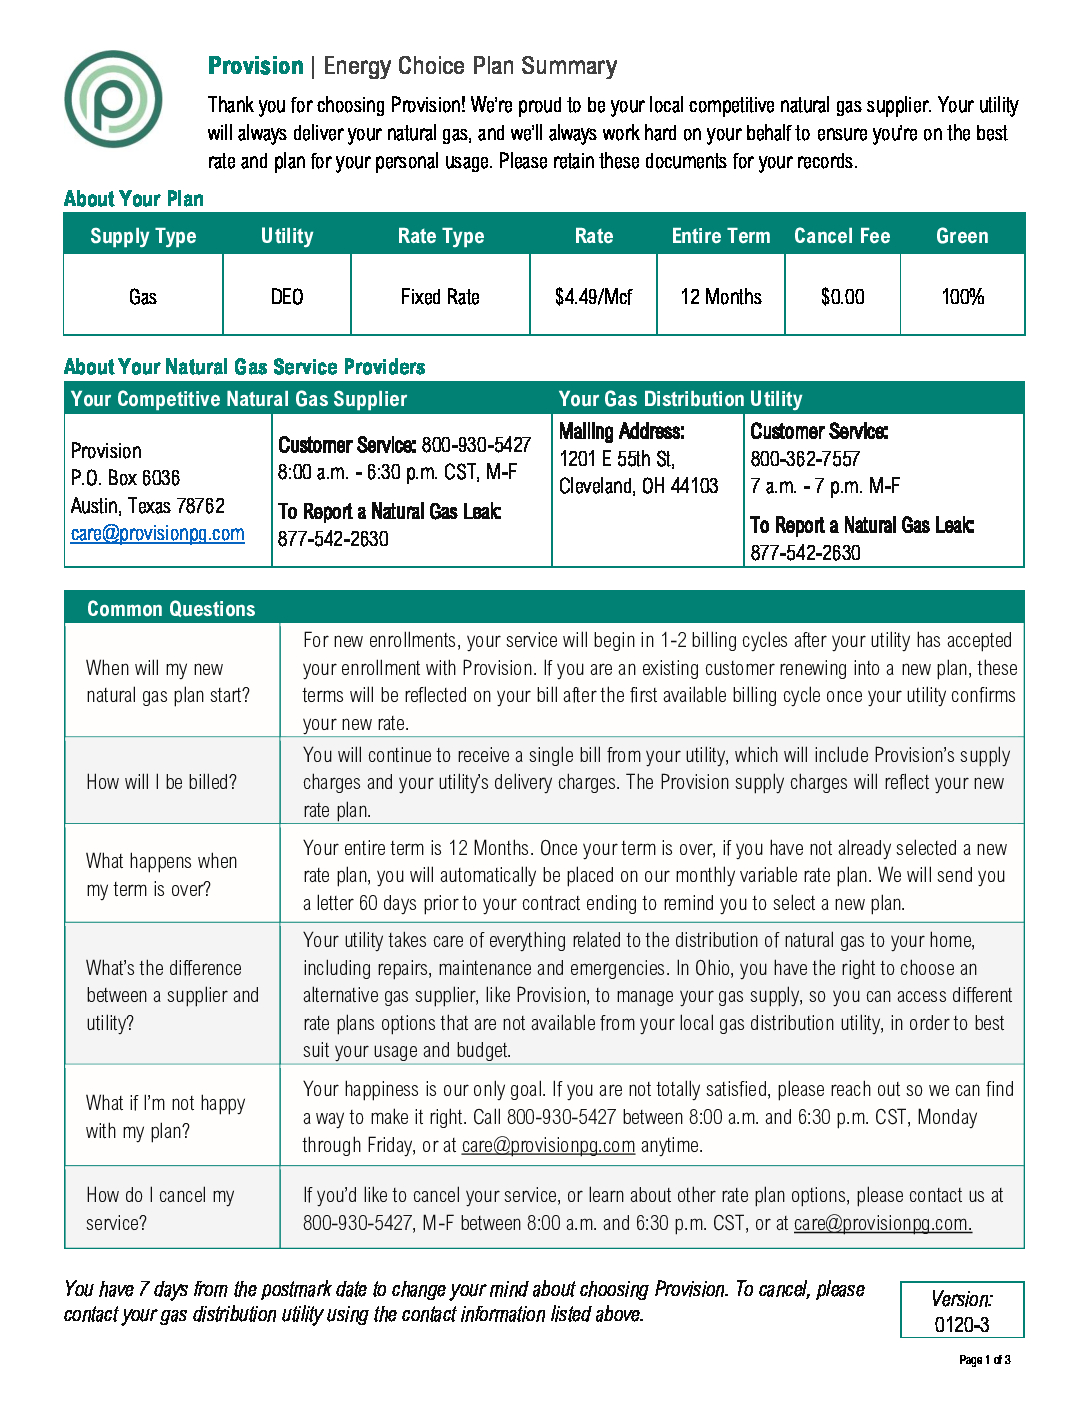 Provision | Energy Choice Plan Summary
Thank you for choosing Provision! We're proud to be your local competitive natural gas supplier. Your utility
will always deliver your natural gas, and we'll always work hard on your behalf to ensure you're on the best
rate and plan for your personal usage. Please retain these documents for your records.
About Your Plan
Supply Type Utility Rate Type Rate Entire Term Cancel Fee Green
Gas DEO Fixed Rate $4.49/Mcf 12 Months $0.00 100%
About Your Natural Gas Service Providers
Your Competitive Natural Gas Supplier Your Gas Distribution Utility
Provision
P.O. Box 6036
Austin, Texas 78762
care@provisionpg.com
Customer Service: 800-930-5427
8:00 a.m. - 6:30 p.m. CST, M-F
To Report a Natural Gas Leak:
877-542-2630
Mailing Address:
1201 E 55th St,
Cleveland, OH 44103
Customer Service:
800-362-7557
7 a.m. - 7 p.m. M-F
To Report a Natural Gas Leak:
877-542-2630
Common Questions
When will my new
natural gas plan start?
For new enrollments, your service will begin in 1-2 billing cycles after your utility has accepted
your enrollment with Provision. If you are an existing customer renewing into a new plan, these
terms will be reflected on your bill after the first available billing cycle once your utility confirms
your new rate.
How will I be billed?
You will continue to receive a single bill from your utility, which will include Provision's supply
charges and your utility's delivery charges. The Provision supply charges will reflect your new
rate plan.
What happens when
my term is over?
Your entire term is 12 Months. Once your term is over, if you have not already selected a new
rate plan, you will automatically be placed on our monthly variable rate plan. We will send you
a letter 60 days prior to your contract ending to remind you to select a new plan.
What's the difference
between a supplier and
utility?
Your utility takes care of everything related to the distribution of natural gas to your home,
including repairs, maintenance and emergencies. In Ohio, you have the right to choose an
alternative gas supplier, like Provision, to manage your gas supply, so you can access different
rate plans options that are not available from your local gas distribution utility, in order to best
suit your usage and budget.
What if I'm not happy
with my plan?
Your happiness is our only goal. If you are not totally satisfied, please reach out so we can find
a way to make it right. Call 800-930-5427 between 8:00 a.m. and 6:30 p.m. CST, Monday
through Friday, or at care@provisionpg.com anytime.
How do I cancel my
service?
If you'd like to cancel your service, or learn about other rate plan options, please contact us at
800-930-5427, M-F between 8:00 a.m. and 6:30 p.m. CST, or at care@provisionpg.com.
You have 7 days from the postmark date to change your mind about choosing Provision. To cancel, please
contact your gas distribution utility using the contact information listed above.
Version:
0120-3
Page 1 of 3